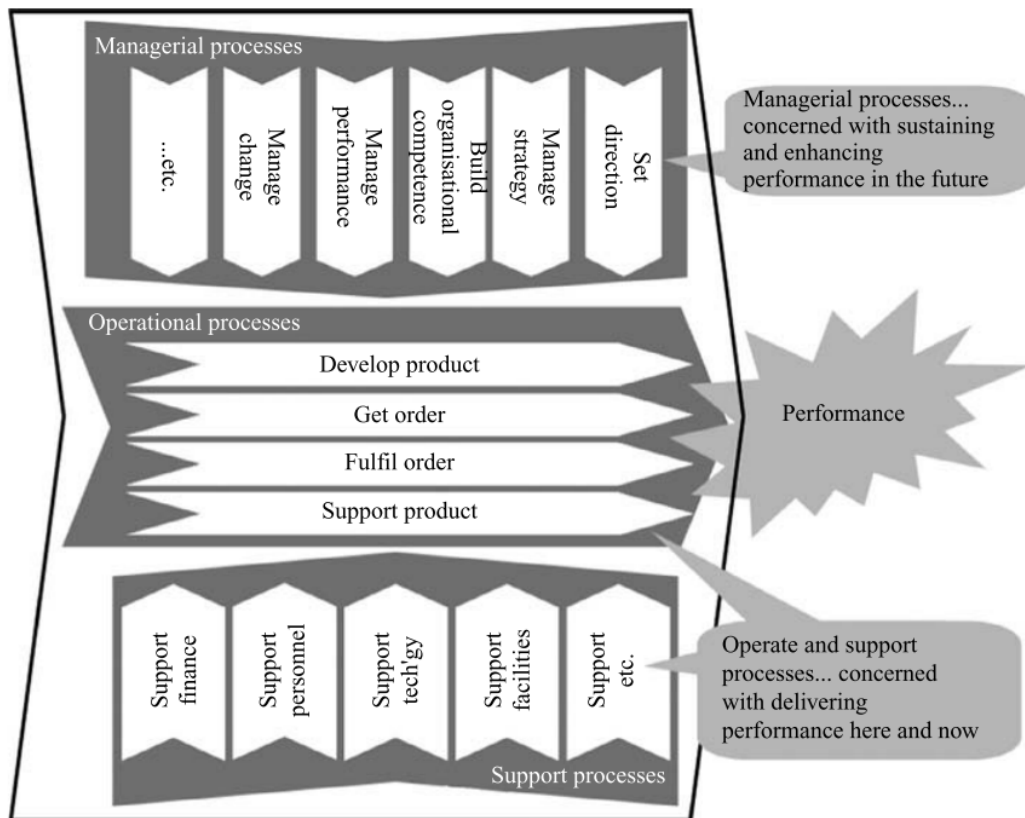 Managerial processes
...etc.
Manage
change
Manage
performance
Build
organisational
competence
Manage
strategy
Set
direction
Managerial processes...
concerned with sustaining
and enhancing
performance in the future
Operational processes
Develop product
Get order
Fulfil order
Support product
Performance
Support
finance
Support
personnel
Support
tech'gy
Support
facilities
Support
etc.
Support processes
Operate and support
processes... concerned
with delivering
performance here and now